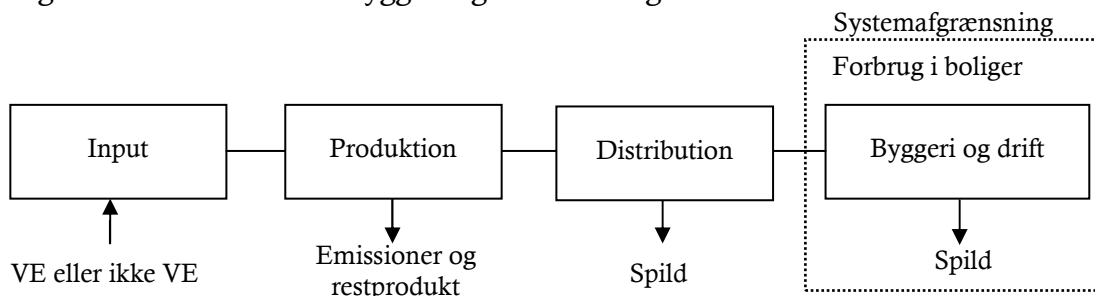 Systemafgrænsning
Forbrug i boliger
Input
Produktion
Distribution
Byggeri og drift
VE eller ikke VE
Emissioner og
restprodukt
Spild
Spild